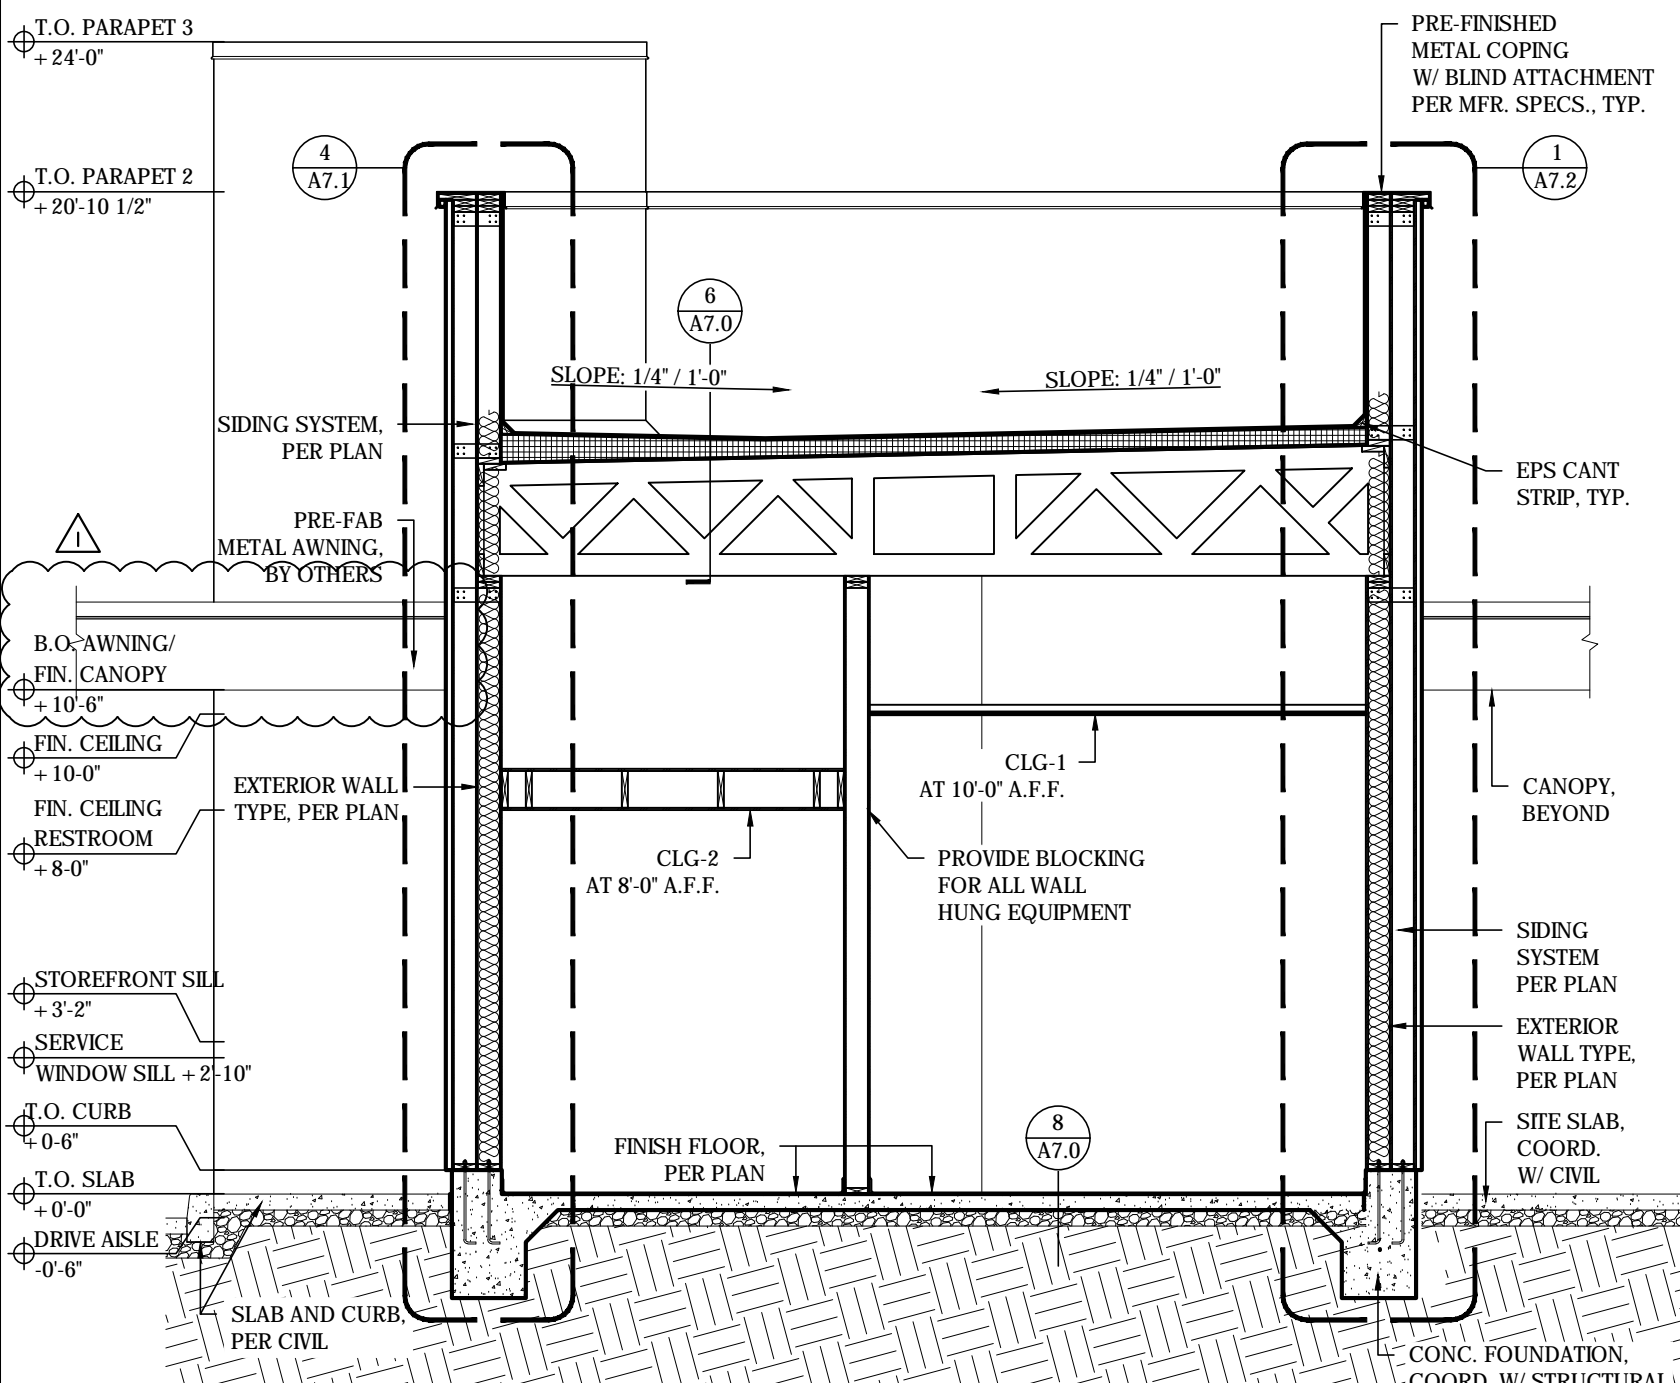 T.O. PARAPET 3
+24'-0"
T.O. PARAPET 2
+20'-10 1/2"
PRE-FINISHED
METAL COPING
W/ BLIND ATTACHMENT
PER MFR. SPECS., TYP.
4
A7.1
1
A7.2
6
A7.0
SLOPE: 1/4" / 1'-0"
SLOPE: 1/4" / 1'-0"
SIDING SYSTEM,
PER PLAN
EPS CANT
STRIP, TYP.
PRE-FAB
METAL AWNING,
BY OTHERS
1
B.O. AWNING/
FIN. CANOPY
+10'-6"
FIN. CEILING
+10-0"
FIN. CEILING
RESTROOM
+8-0"
EXTERIOR WALL
TYPE, PER PLAN
CLG-1
AT 10'-0" A.F.F.
CLG-2
AT 8'-0" A.F.F.
PROVIDE BLOCKING
FOR ALL WALL
HUNG EQUIPMENT
CANOPY,
BEYOND
SIDING
SYSTEM
PER PLAN
EXTERIOR
WALL TYPE,
PER PLAN
STOREFRONT SILL
+3'-2"
SERVICE
WINDOW SILL +2'-10"
T.O. CURB
+0-6"
T.O. SLAB
+0'-0"
DRIVE AISLE
-0'-6"
FINISH FLOOR,
PER PLAN
8
A7.0
SITE SLAB,
COORD.
W/ CIVIL
SLAB AND CURB,
PER CIVIL
CONC. FOUNDATION,
COORD. W/ STRUCTURAL